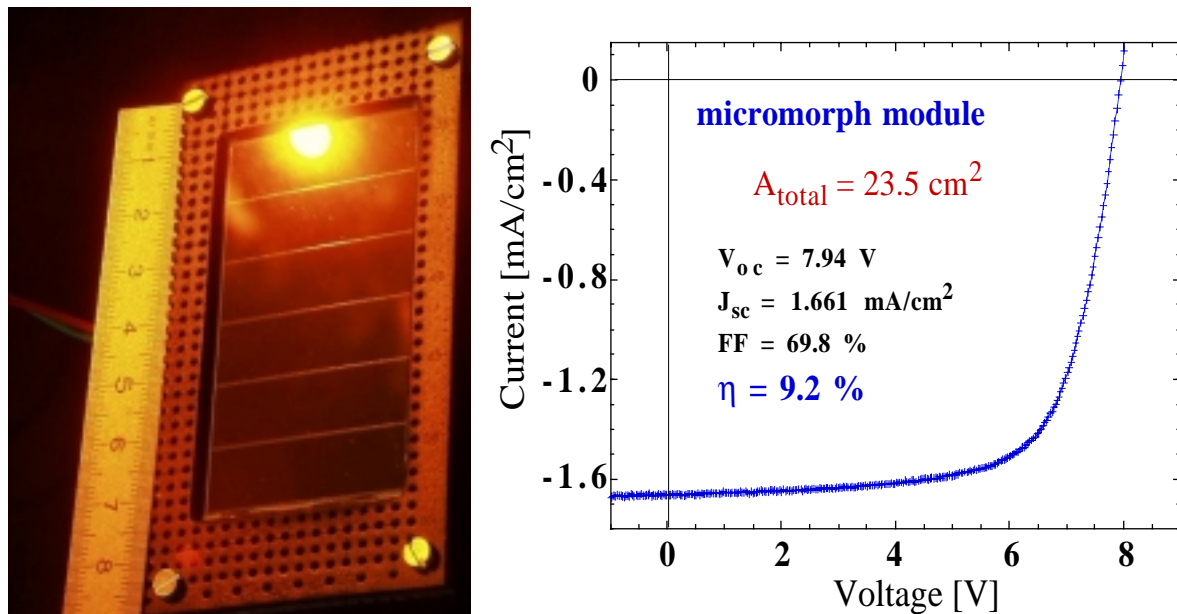 1
2
3
4
5
6
7
8
0
-0.4
-0.8
-1.2
-1.6
Current [mA/cm2]
micromorph module
A_total = 23.5 cm²
V_oc = 7.94 V
J_sc = 1.661 mA/cm²
FF = 69.8 %
η = 9.2 %
0 2 4 6 8
Voltage [V]